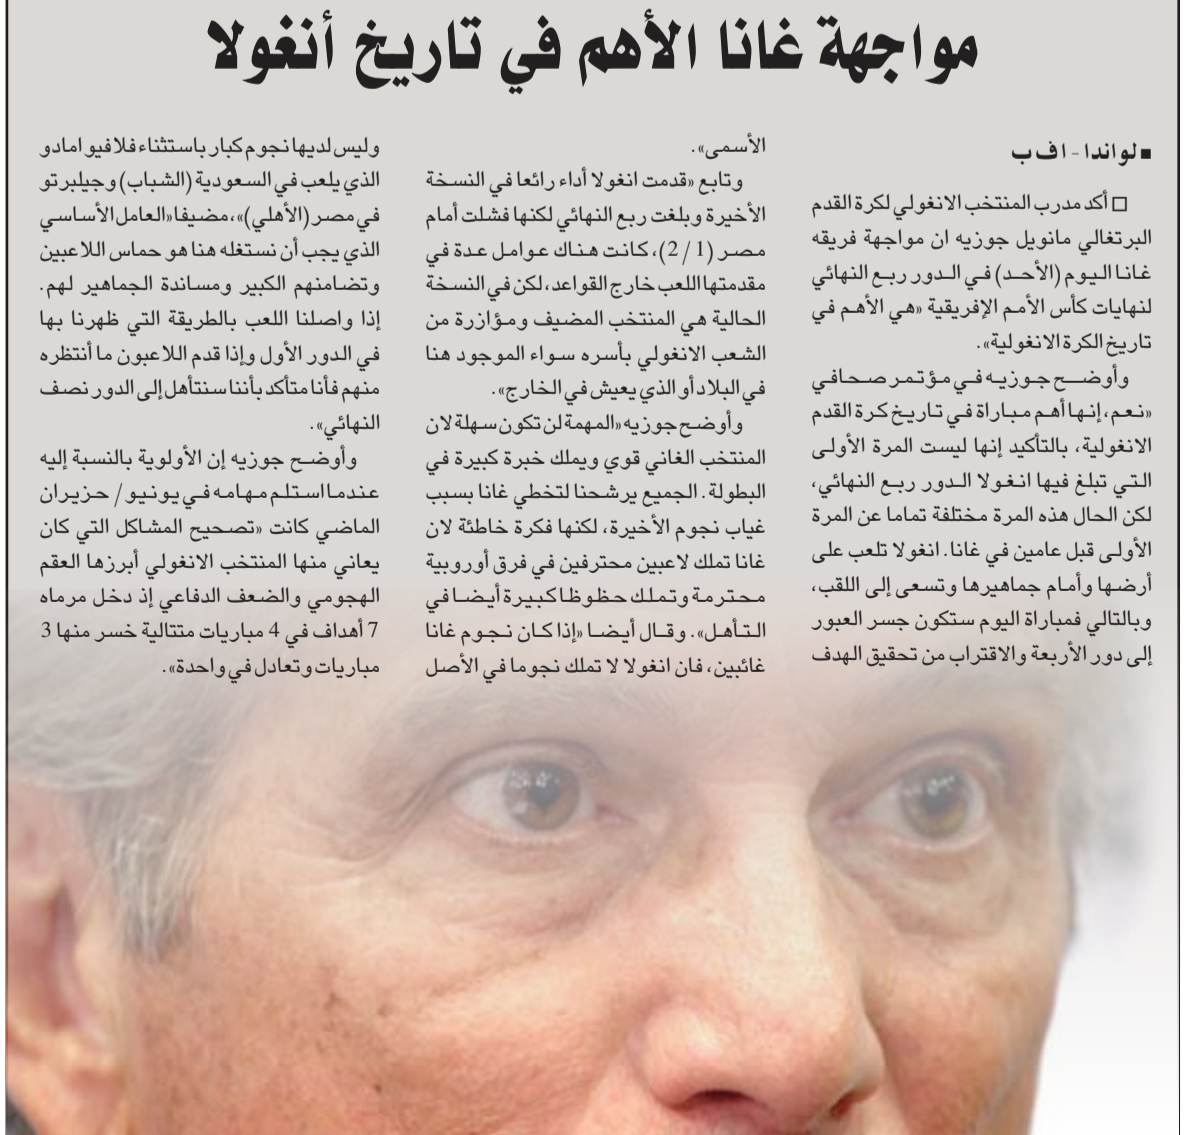 مواجهة غانا الأهم في تاريخ أنغولا
■ لواندا - اف ب
□ أكد مدرب المنتخب الانغولي لكرة القدم
البرتغالي مانويل جوزيه ان مواجهة فريقه
غانا اليوم (الأحد) في الدور ربع النهائي
لنهايات كأس الأمم الإفريقية «هي الأهم في
تاريخ الكرة الانغولية».
وأوضح جوزيه في مؤتمر صحافي
«نعم، إنها أهم مباراة في تاريخ كرة القدم
الانغولية، بالتأكيد إنها ليست المرة الأولى
التي تبلغ فيها انغولا الدور ربع النهائي،
لكن الحال هذه المرة مختلفة تماما عن المرة
الأولى قبل عامين في غانا. انغولا تلعب على
أرضها وأمام جماهيرها وتسعى إلى اللقب،
وبالتالي فمباراة اليوم ستكون جسر العبور
إلى دور الأربعة والاقتراب من تحقيق الهدف
الأسمى».
وتابع «قدمت انغولا أداء رائعا في النسخة
الأخيرة وبلغت ربع النهائي لكنها فشلت أمام
مصر (1 / 2)، كانت هناك عوامل عدة في
مقدمتها اللعب خارج القواعد، لكن في النسخة
الحالية هي المنتخب المضيف ومؤازرة من
الشعب الانغولي بأسره سواء الموجود هنا
في البلاد أو الذي يعيش في الخارج».
وأوضح جوزيه «المهمة لن تكون سهلة لان
المنتخب الغاني قوي ويملك خبرة كبيرة في
البطولة. الجميع يرشحنا لتخطي غانا بسبب
غياب نجوم الأخيرة، لكنها فكرة خاطئة لان
غانا تملك لاعبين محترفين في فرق أوروبية
محترمة وتملك حظوظا كبيرة أيضا في
التأهل». وقال أيضا «إذا كان نجوم غانا
غائبين، فان انغولا لا تملك نجوما في الأصل
وليس لديها نجوم كبار باستثناء فلافيو امادو
الذي يلعب في السعودية (الشباب) وجيلبرتو
في مصر (الأهلي)»، مضيفا «العامل الأساسي
الذي يجب أن نستغله هنا هو حماس اللاعبين
وتضامنهم الكبير ومساندة الجماهير لهم.
إذا واصلنا اللعب بالطريقة التي ظهرنا بها
في الدور الأول وإذا قدم اللاعبون ما أنتظره
منهم فأنا متأكد بأننا سنتأهل إلى الدور نصف
النهائي».
وأوضح جوزيه إن الأولوية بالنسبة إليه
عندما استلم مهامه في يونيو/ حزيران
الماضي كانت «تصحيح المشاكل التي كان
يعاني منها المنتخب الانغولي أبرزها العقم
الهجومي والضعف الدفاعي إذ دخل مرماه
7 أهداف في 4 مباريات متتالية خسر منها 3
مباريات وتعادل في واحدة».